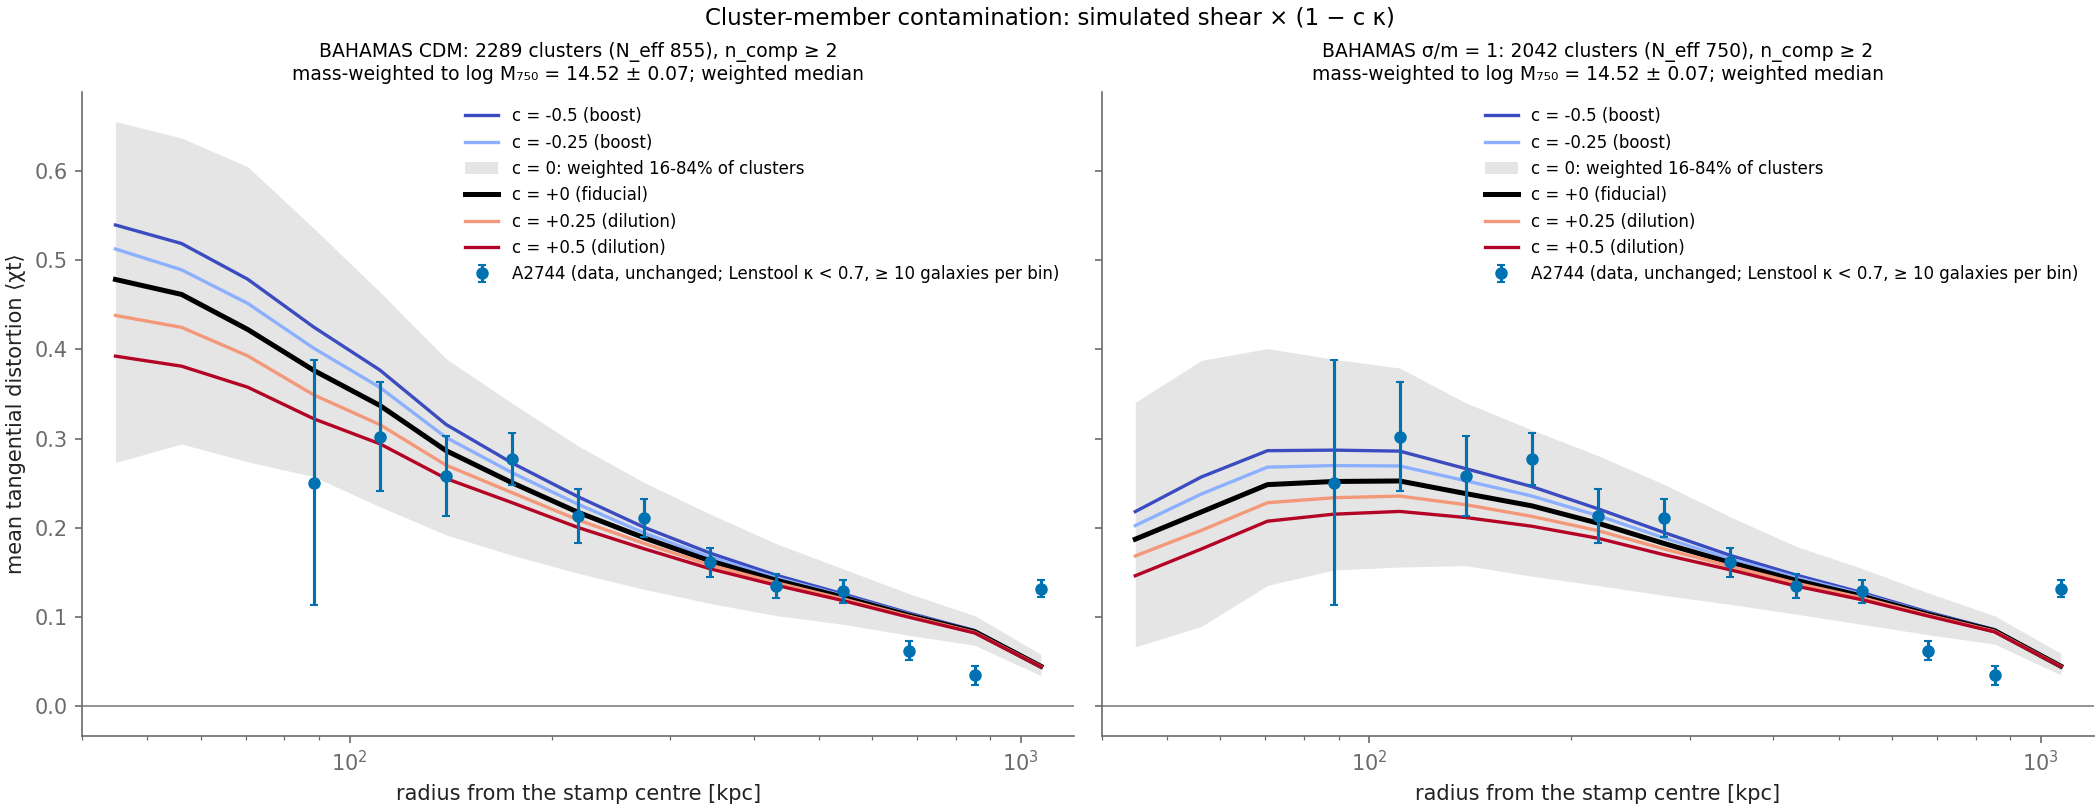 Cluster-member contamination: simulated shear × (1 − c κ)
BAHAMAS CDM: 2289 clusters (N_eff 855), n_comp ≥ 2
mass-weighted to log M₇₅₀ = 14.52 ± 0.07; weighted median
c = -0.5 (boost)
c = -0.25 (boost)
c = 0: weighted 16-84% of clusters
c = +0 (fiducial)
c = +0.25 (dilution)
c = +0.5 (dilution)
A2744 (data, unchanged; Lenstool κ < 0.7, ≥ 10 galaxies per bin)
mean tangential distortion ⟨χt⟩
0.6
0.5
0.4
0.3
0.2
0.1
0.0
10²
10³
radius from the stamp centre [kpc]
BAHAMAS σ/m = 1: 2042 clusters (N_eff 750), n_comp ≥ 2
mass-weighted to log M₇₅₀ = 14.52 ± 0.07; weighted median
c = -0.5 (boost)
c = -0.25 (boost)
c = 0: weighted 16-84% of clusters
c = +0 (fiducial)
c = +0.25 (dilution)
c = +0.5 (dilution)
A2744 (data, unchanged; Lenstool κ < 0.7, ≥ 10 galaxies per bin)
10²
10³
radius from the stamp centre [kpc]